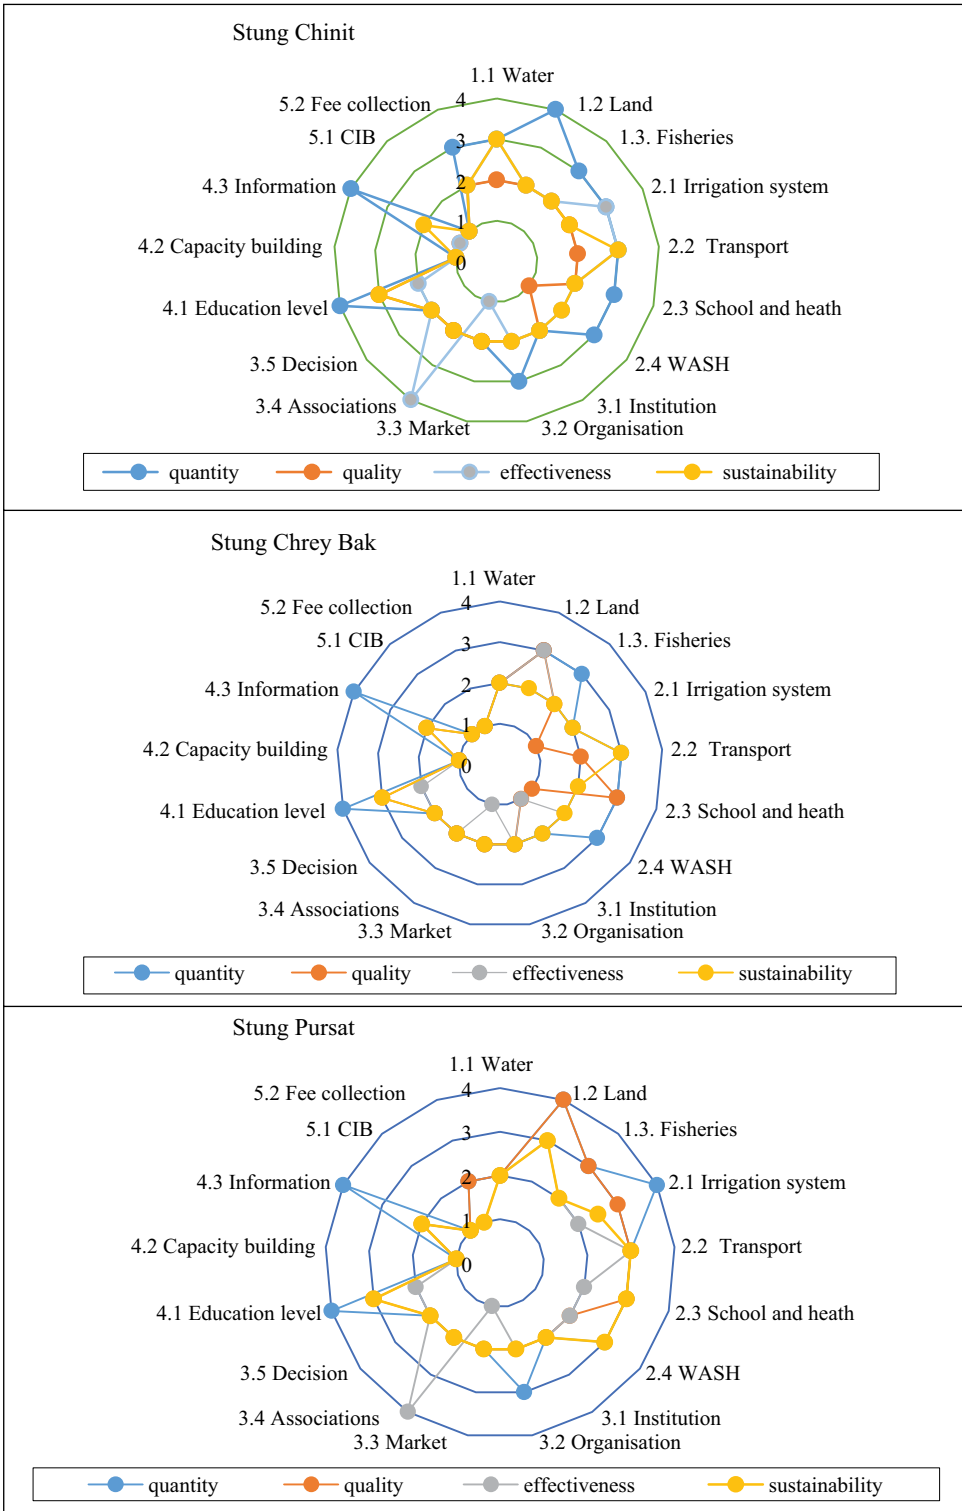 Stung Chinit
1.1 Water
5.2 Fee collection
4
1.2 Land
5.1 CIB
3
1.3. Fisheries
4.3 Information
2
2.1 Irrigation system
4.2 Capacity building
1
0
2.2 Transport
4.1 Education level
2.3 School and heath
3.5 Decision
2.4 WASH
3.4 Associations
3.1 Institution
3.3 Market
3.2 Organisation
quantity quality effectiveness sustainability
Stung Chrey Bak
1.1 Water
5.2 Fee collection
4
1.2 Land
5.1 CIB
3
1.3. Fisheries
4.3 Information
2
2.1 Irrigation system
4.2 Capacity building
1
0
2.2 Transport
4.1 Education level
2.3 School and heath
3.5 Decision
2.4 WASH
3.4 Associations
3.1 Institution
3.3 Market
3.2 Organisation
quantity quality effectiveness sustainability
Stung Pursat
1.1 Water
5.2 Fee collection
4
1.2 Land
5.1 CIB
3
1.3. Fisheries
4.3 Information
2
2.1 Irrigation system
4.2 Capacity building
1
0
2.2 Transport
4.1 Education level
2.3 School and heath
3.5 Decision
2.4 WASH
3.4 Associations
3.1 Institution
3.3 Market
3.2 Organisation
quantity quality effectiveness sustainability